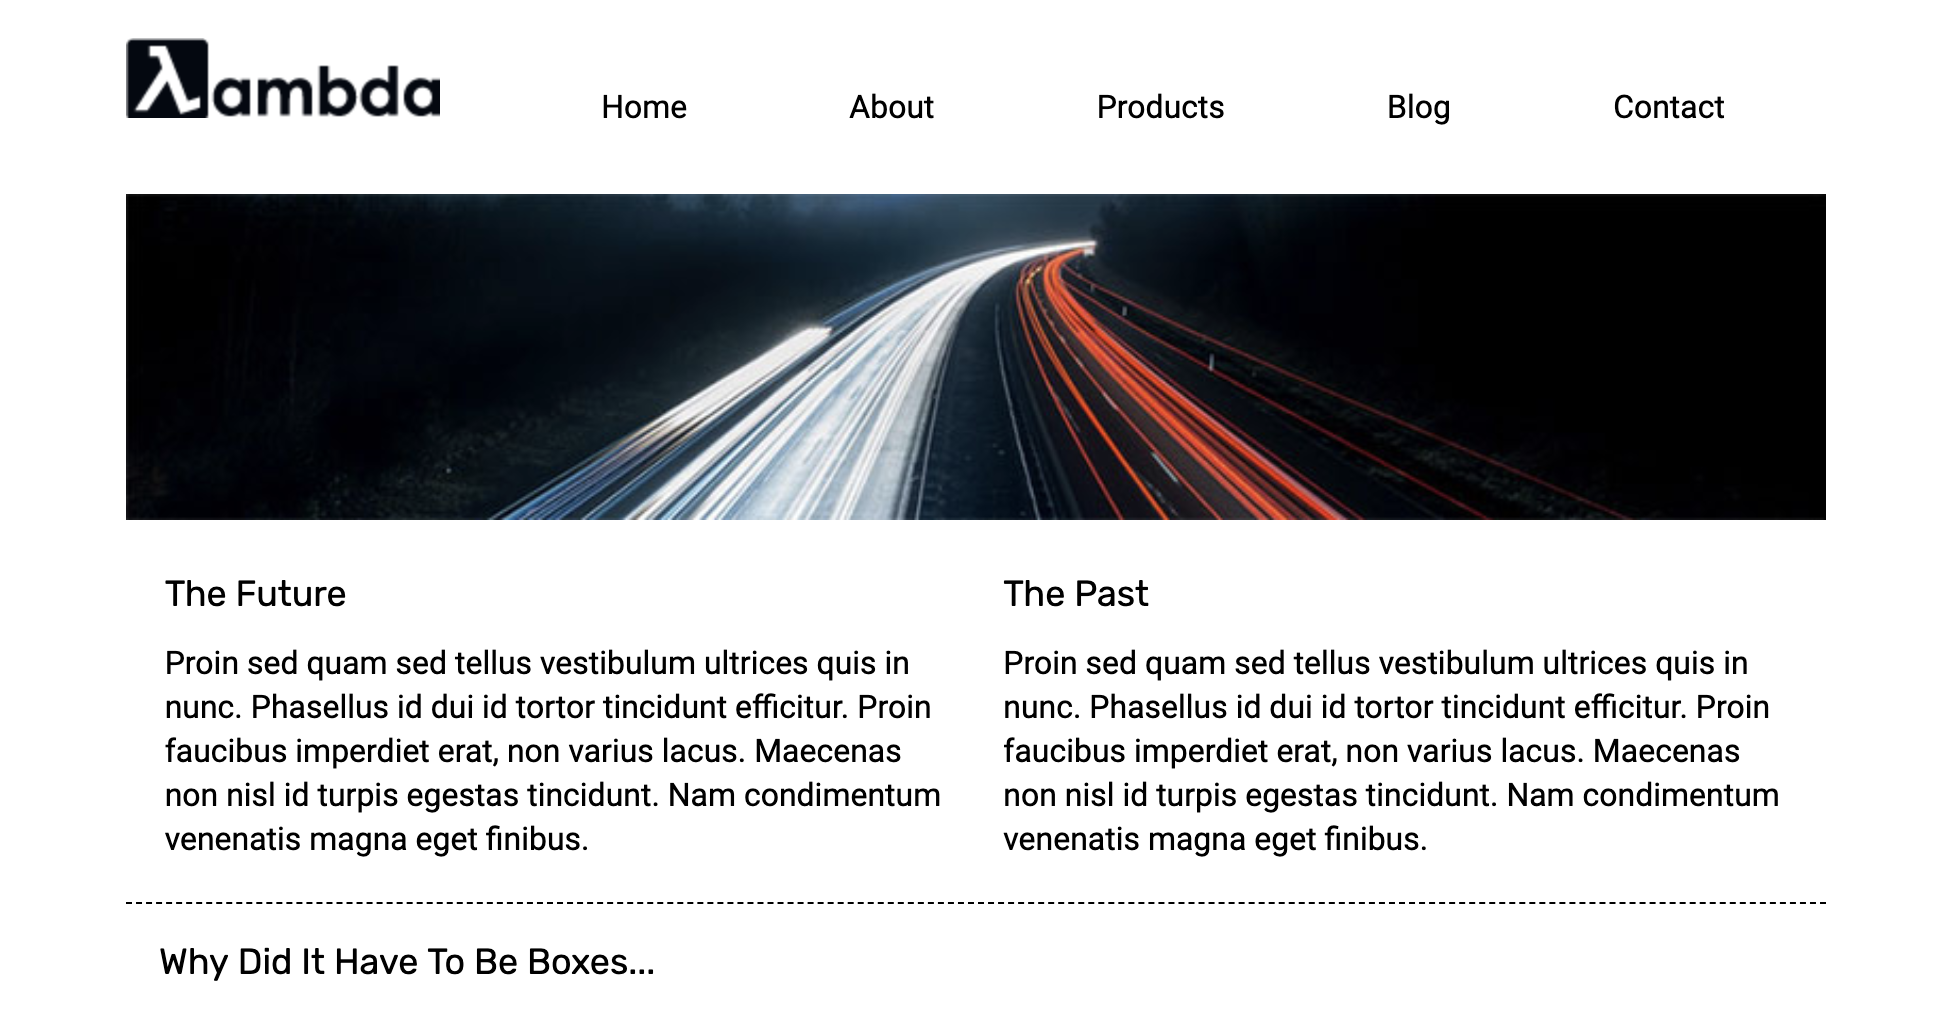 λambda
Home About Products Blog Contact
The Future
Proin sed quam sed tellus vestibulum ultrices quis in
nunc. Phasellus id dui id tortor tincidunt efficitur. Proin
faucibus imperdiet erat, non varius lacus. Maecenas
non nisl id turpis egestas tincidunt. Nam condimentum
venenatis magna eget finibus.
The Past
Proin sed quam sed tellus vestibulum ultrices quis in
nunc. Phasellus id dui id tortor tincidunt efficitur. Proin
faucibus imperdiet erat, non varius lacus. Maecenas
non nisl id turpis egestas tincidunt. Nam condimentum
venenatis magna eget finibus.
Why Did It Have To Be Boxes...